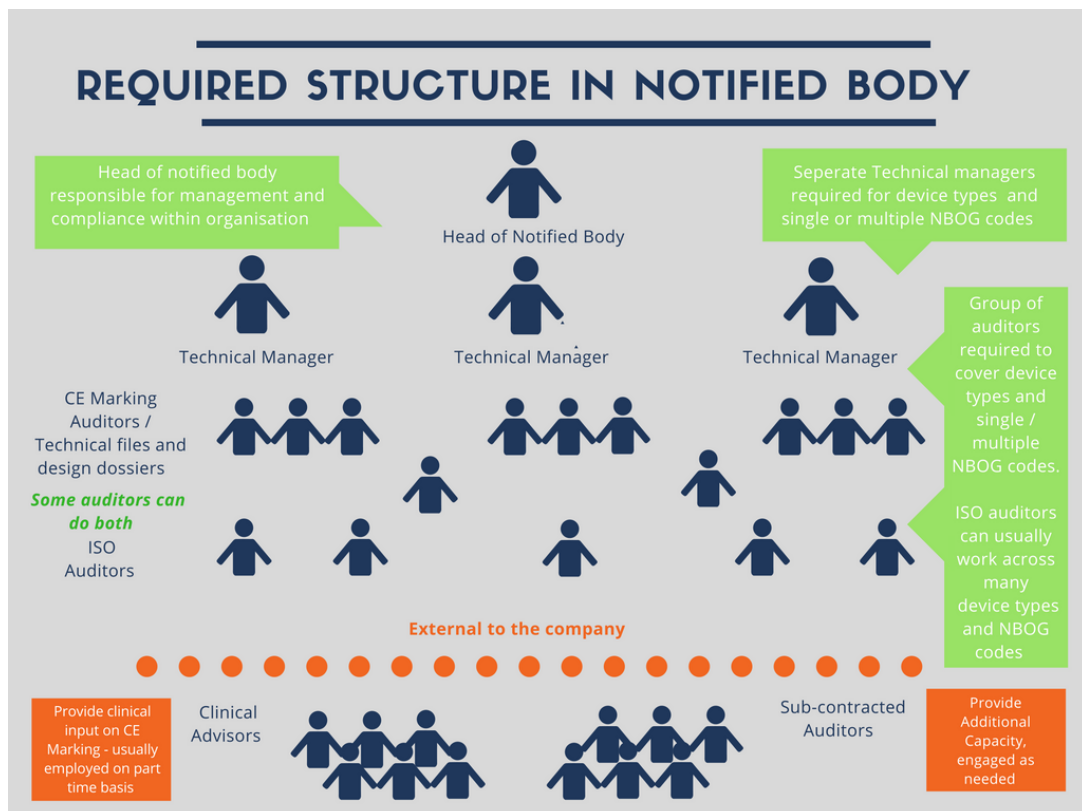 REQUIRED STRUCTURE IN NOTIFIED BODY
Head of notified body
responsible for management and
compliance within organisation
Seperate Technical managers
required for device types and
single or multiple NBOG codes
Head of Notified Body
Technical Manager
Technical Manager
Technical Manager
Group of
auditors
required to
cover device
types and
single /
multiple
NBOG codes.
CE Marking
Auditors /
Technical files and
design dossiers
Some auditors can
do both
ISO
Auditors
ISO auditors
can usually
work across
many
device types
and NBOG
codes
External to the company
Provide clinical
input on CE
Marking - usually
employed on part
time basis
Clinical
Advisors
Sub-contracted
Auditors
Provide
Additional
Capacity,
engaged as
needed